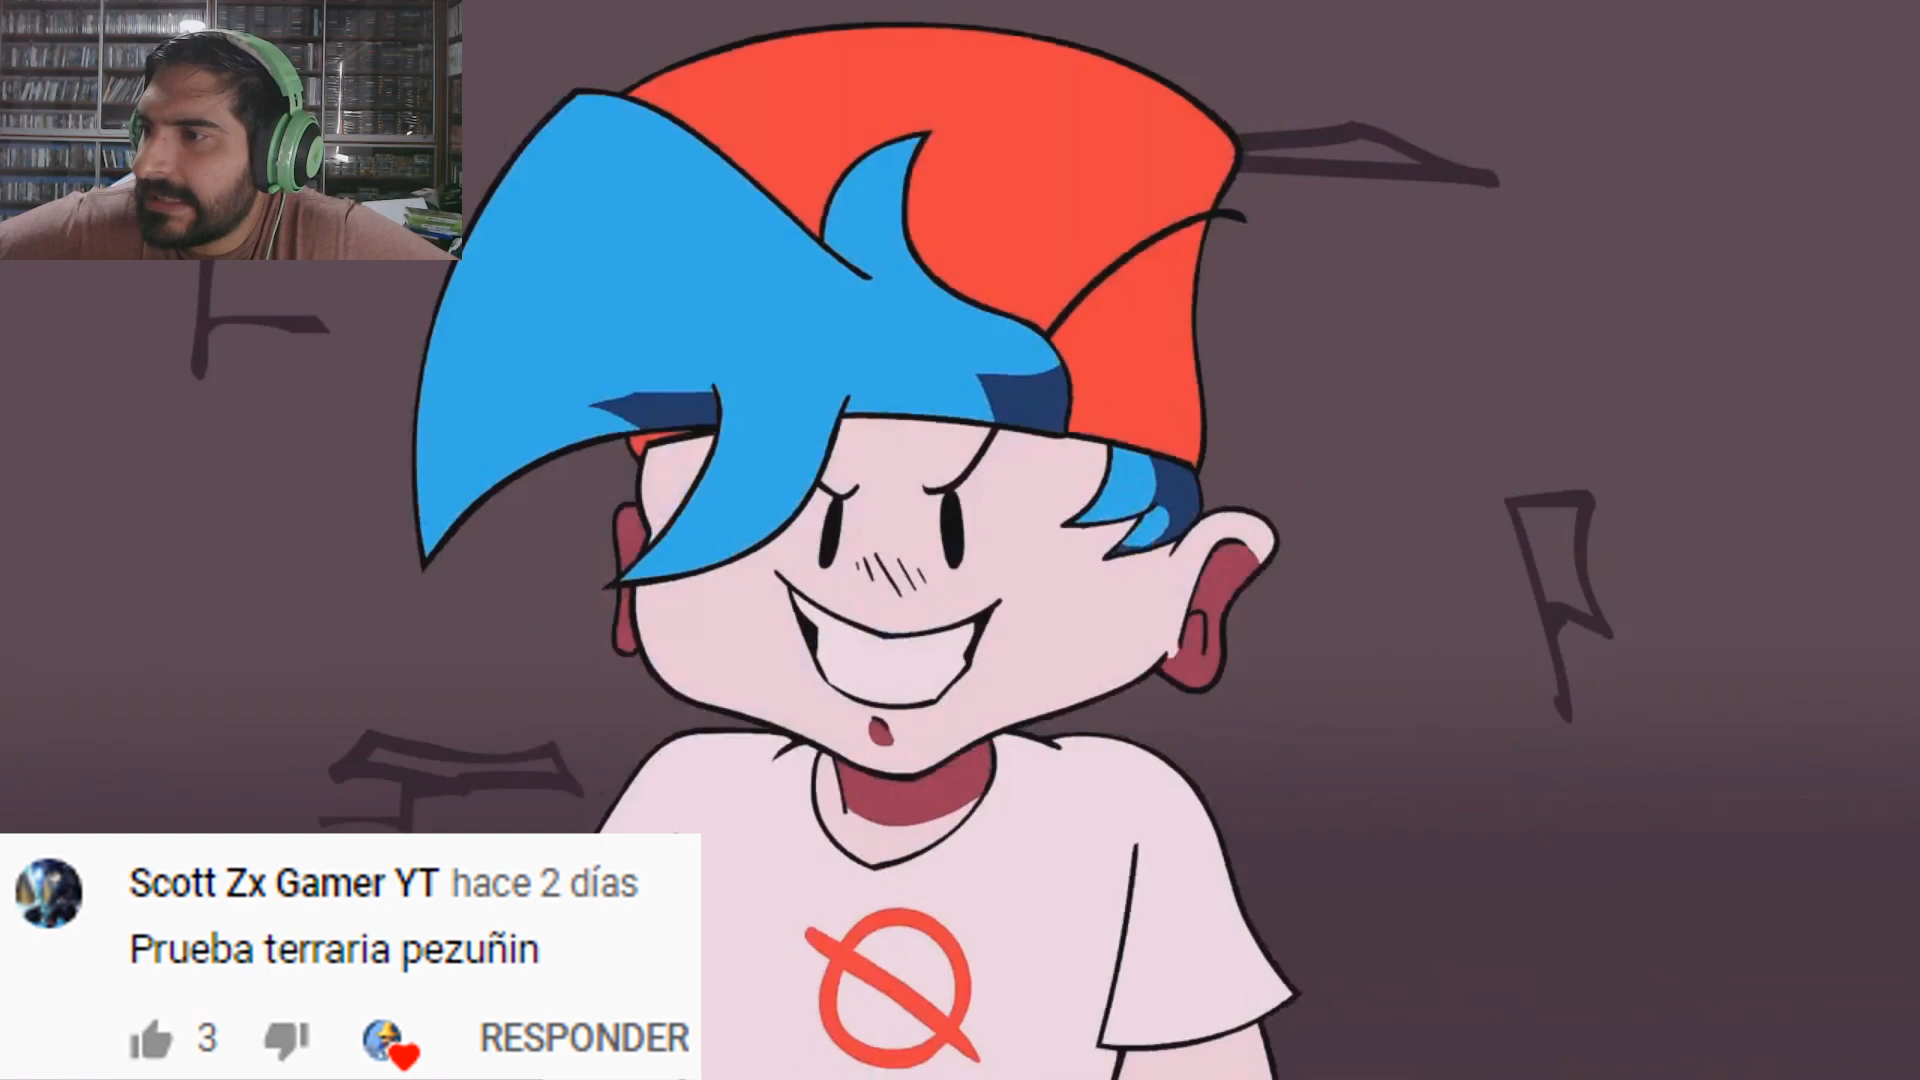 Scott Zx Gamer YT hace 2 días
Prueba terraria pezuñin
3 RESPONDER